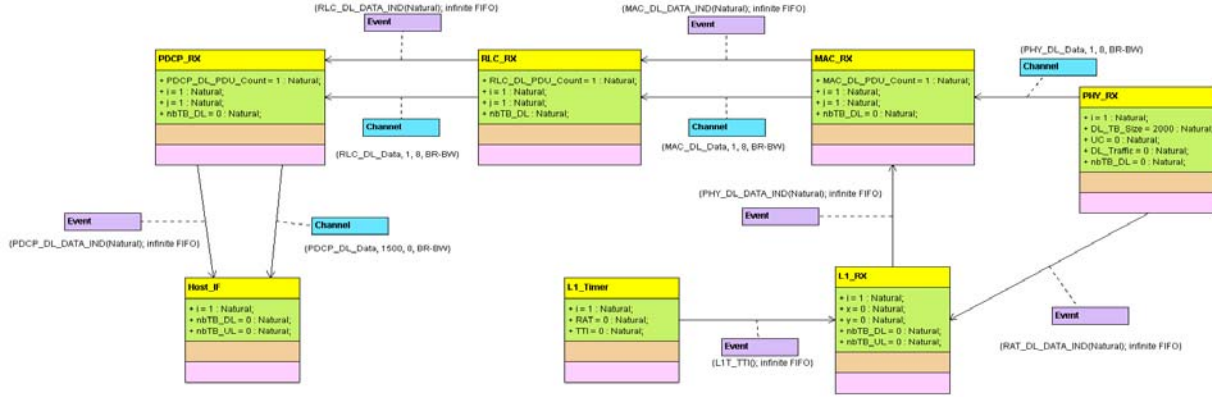 {RLC_DL_DATA_IND(Natural); infinite FIFO}
Event
{MAC_DL_DATA_IND(Natural); infinite FIFO}
Event
{PHY_DL_Data, 1, 8, BR-BW}
Channel
PDCP_RX
+ PDCP_DL_PDU_Count = 1 : Natural;
+ i = 1 : Natural;
+ j = 1 : Natural;
+ nbTB_DL = 0 : Natural;
RLC_RX
+ RLC_DL_PDU_Count = 1 : Natural;
+ i = 1 : Natural;
+ j = 1 : Natural;
+ nbTB_DL : Natural;
MAC_RX
+ MAC_DL_PDU_Count = 1 : Natural;
+ i = 1 : Natural;
+ j = 1 : Natural;
+ nbTB_DL = 0 : Natural;
PHY_RX
+ i = 1 : Natural;
+ DL_TB_Size = 2000 : Natural
+ UC = 0 : Natural;
+ DL_Traffic = 0 : Natural;
+ nbTB_DL = 0 : Natural;
Channel
{RLC_DL_Data, 1, 8, BR-BW}
Channel
{MAC_DL_Data, 1, 8, BR-BW}
{PHY_DL_DATA_IND(Natural); infinite FIFO}
Event
Event
{PDCP_DL_DATA_IND(Natural); infinite FIFO}
Channel
{PDCP_DL_Data, 1500, 8, BR-BW}
Host_IF
+ i = 1 : Natural;
+ nbTB_DL = 0 : Natural;
+ nbTB_UL = 0 : Natural;
L1_Timer
+ i = 1 : Natural;
+ RAT = 0 : Natural;
+ TTI = 0 : Natural;
L1_RX
+ i = 1 : Natural;
+ x = 0 : Natural;
+ y = 0 : Natural;
+ nbTB_DL = 0 : Natural;
+ nbTB_UL = 0 : Natural;
Event
{L1T_TTI(); infinite FIFO}
Event
{RAT_DL_DATA_IND(Natural); infinite FIFO}